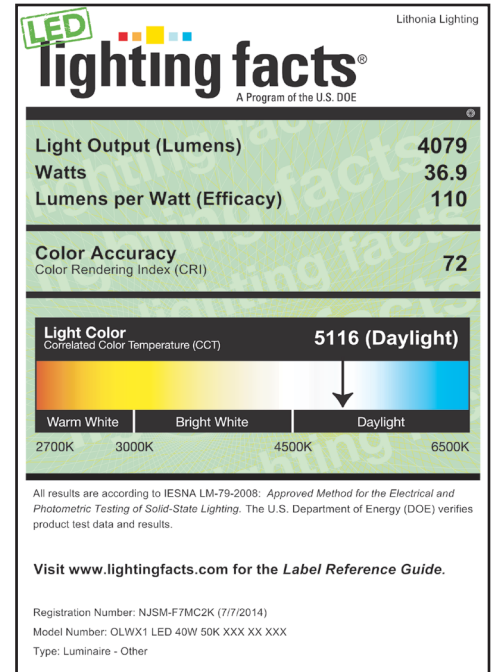 Lithonia Lighting
LED
lighting facts®
A Program of the U.S. DOE
Light Output (Lumens) 4079
Watts 36.9
Lumens per Watt (Efficacy) 110
Color Accuracy
Color Rendering Index (CRI) 72
Light Color
Correlated Color Temperature (CCT) 5116 (Daylight)
Warm White Bright White Daylight
2700K 3000K 4500K 6500K
All results are according to IESNA LM-79-2008: Approved Method for the Electrical and
Photometric Testing of Solid-State Lighting. The U.S. Department of Energy (DOE) verifies
product test data and results.
Visit www.lightingfacts.com for the Label Reference Guide.
Registration Number: NJSM-F7MC2K (7/7/2014)
Model Number: OLWX1 LED 40W 50K XXX XX XXX
Type: Luminaire - Other